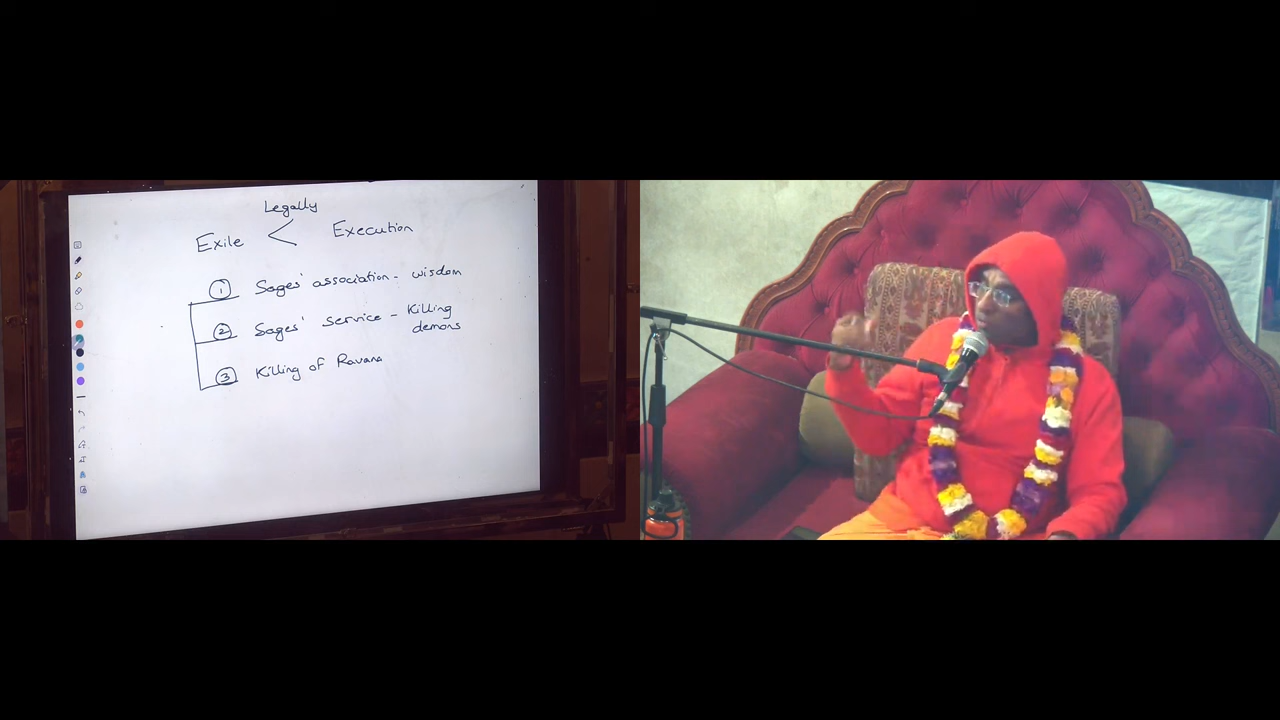 Legally
Exile < Execution
① Sages' association - wisdom
② Sages' service - Killing
demons
③ Killing of Ravana